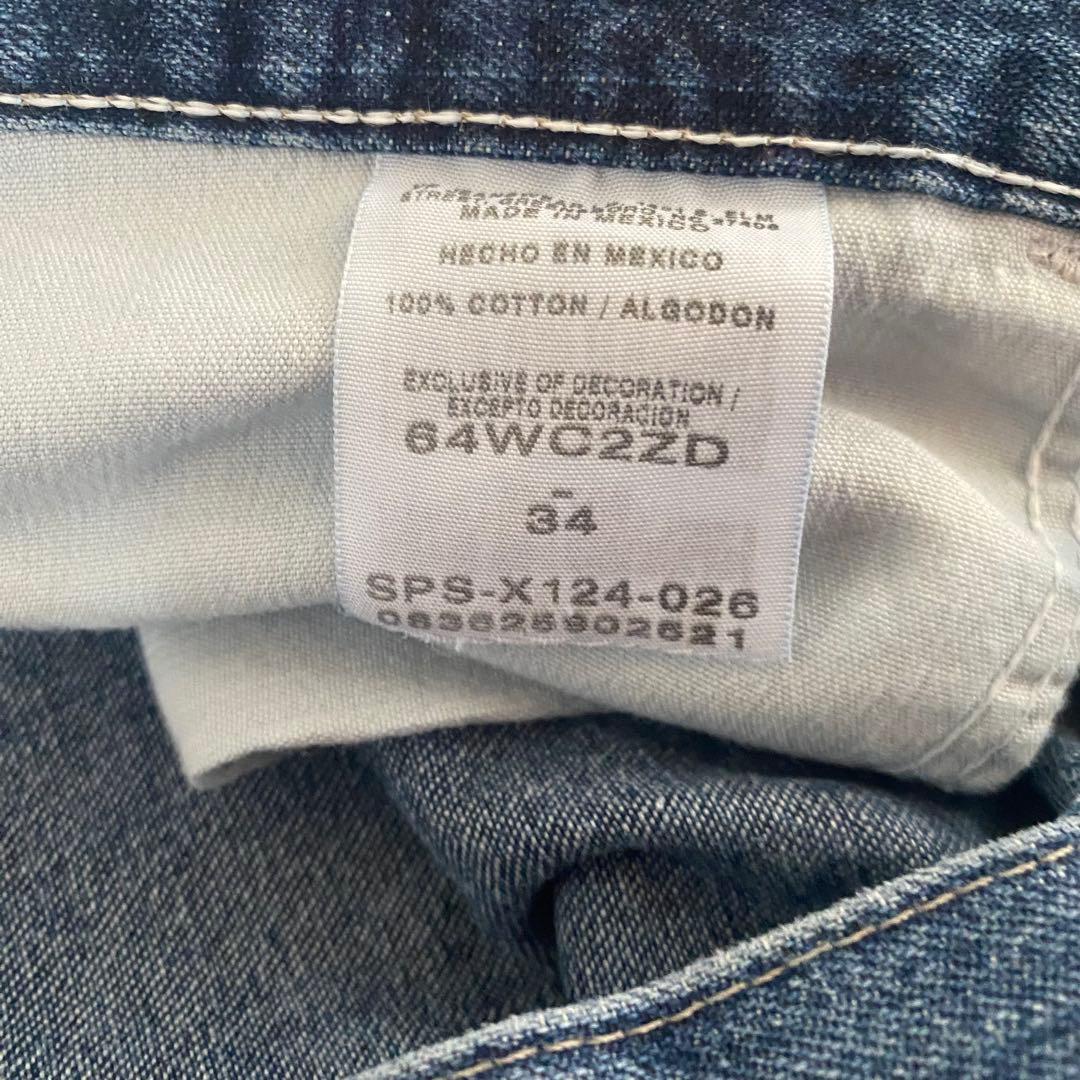 MADE IN MEXICO
HECHO EN MEXICO
100% COTTON / ALGODON
EXCLUSIVE OF DECORATION /
EXCEPTO DECORACION
64WC2ZD
-
34
SPS-X124-026